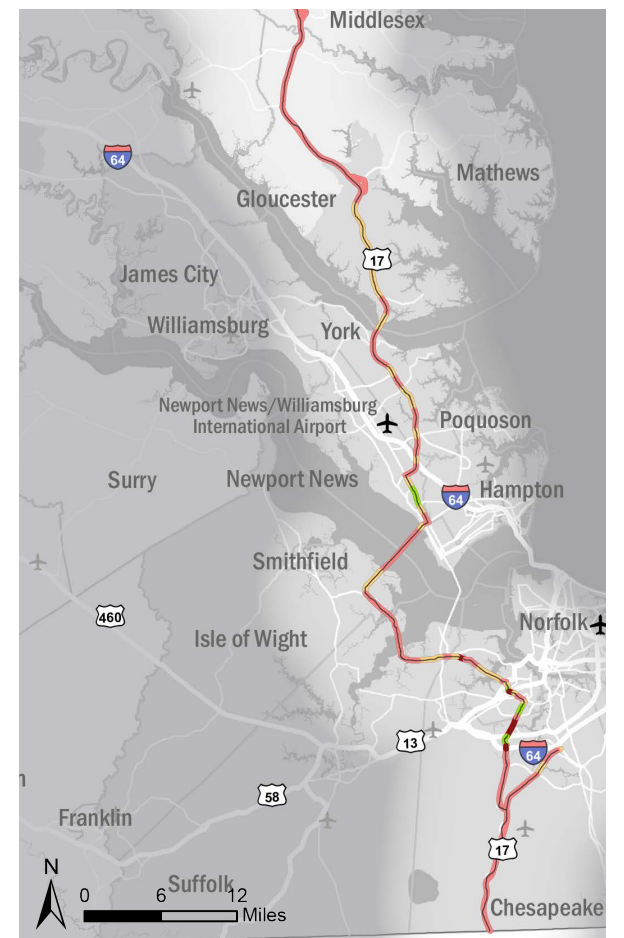 Middlesex
64
Mathews
Gloucester
17
James City
Williamsburg
York
Newport News/Williamsburg
International Airport
Poquoson
Surry
Newport News
64
Hampton
Smithfield
460
Norfolk
Isle of Wight
13
64
58
Franklin
17
N
Suffolk
0 6 12
Miles
Chesapeake